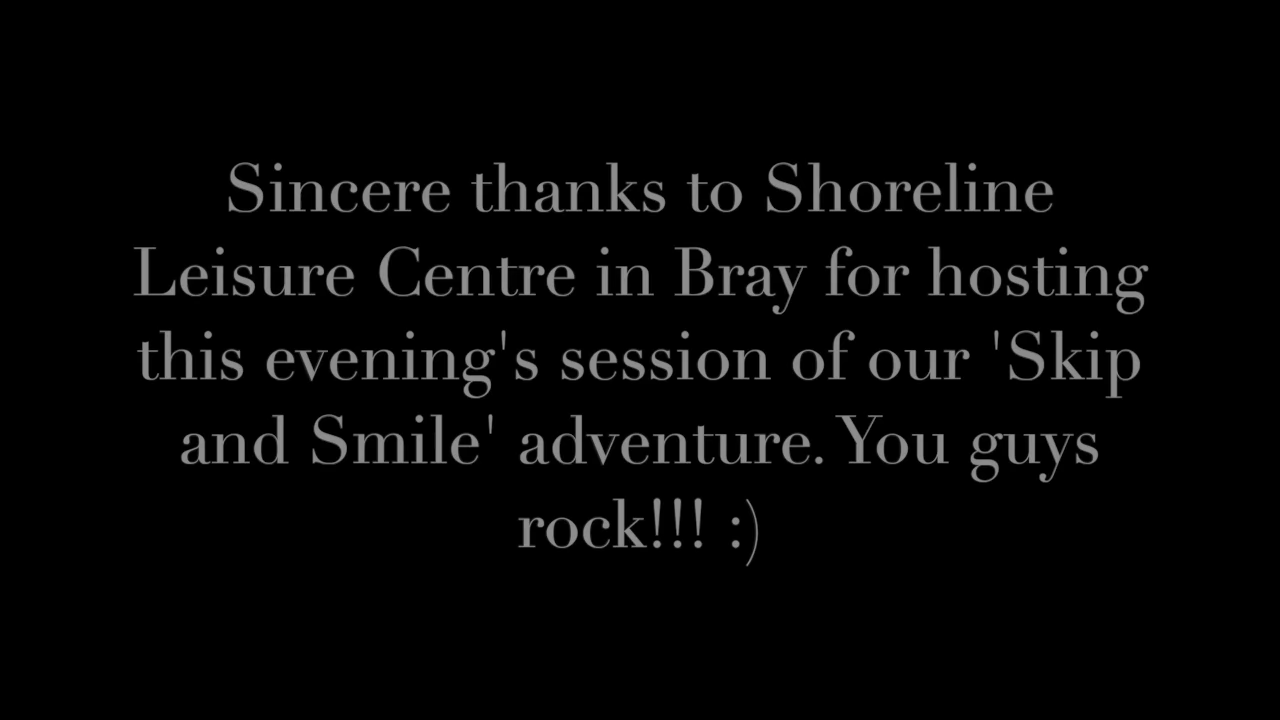 Sincere thanks to Shoreline
Leisure Centre in Bray for hosting
this evening's session of our 'Skip
and Smile' adventure. You guys
rock!!! :)